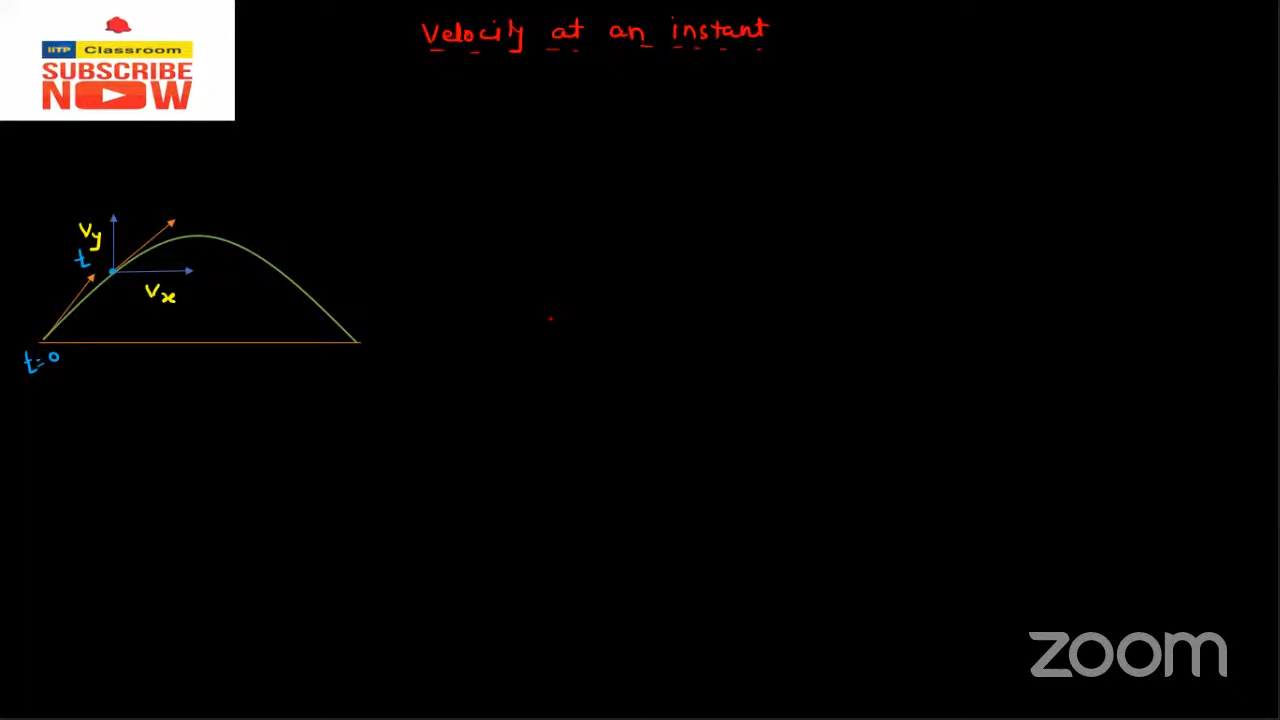 Velocity at an instant
IITP Classroom
SUBSCRIBE
NOW
Vy
t
Vx
t=0
zoom